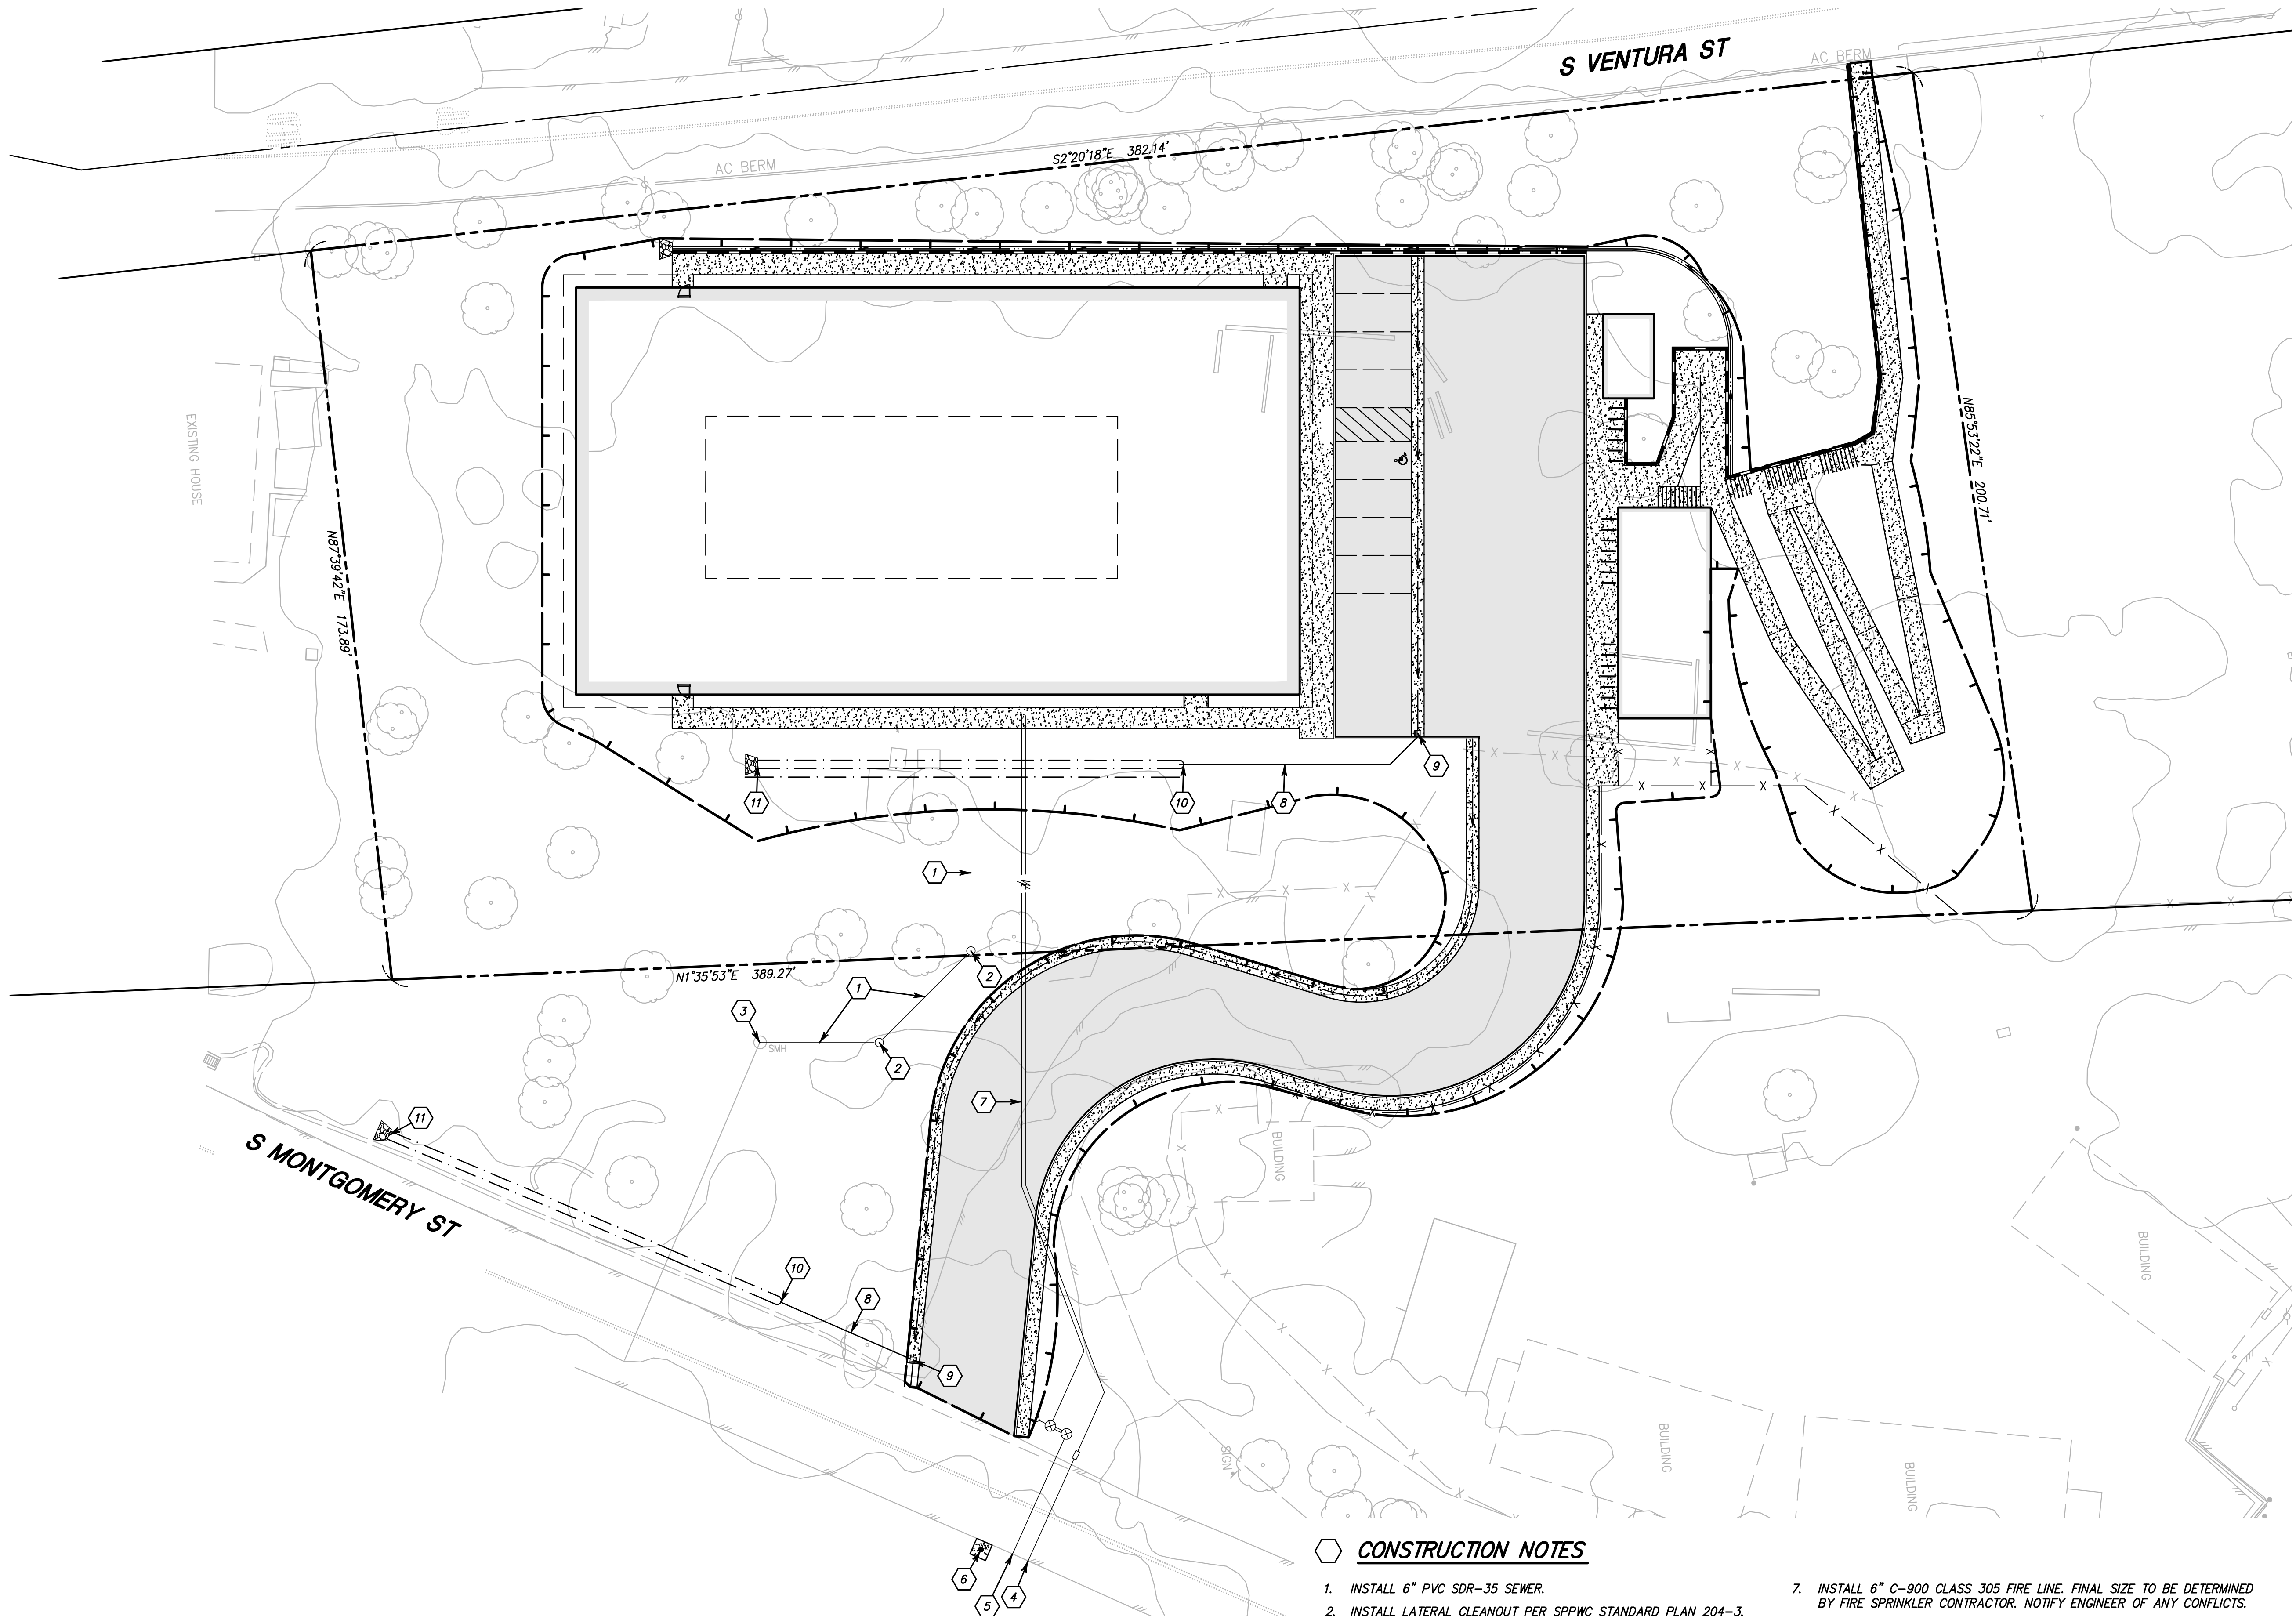 S VENTURA ST
AC BERM
AC BERM
S2°20'18"E 382.14'
EXISTING HOUSE
N87°39'42"E 173.89'
N85°53'22"E 200.71'
11
10
8
9
1
N1°35'53"E 389.27'
2
1
3
SMH
2
7
11
S MONTGOMERY ST
10
8
9
BUILDING
BUILDING
BUILDING
BUILDING
SIGN
6
5
4
CONSTRUCTION NOTES
1. INSTALL 6" PVC SDR-35 SEWER.
2. INSTALL LATERAL CLEANOUT PER SPPWC STANDARD PLAN 204-3.
7. INSTALL 6" C-900 CLASS 305 FIRE LINE. FINAL SIZE TO BE DETERMINED
BY FIRE SPRINKLER CONTRACTOR. NOTIFY ENGINEER OF ANY CONFLICTS.